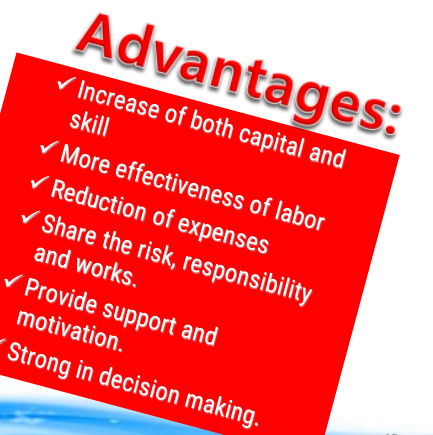 Advantages:
✓Increase of both capital and
skill
✓More effectiveness of labor
✓Reduction of expenses
✓Share the risk, responsibility
and works.
✓Provide support and
motivation.
✓Strong in decision making.